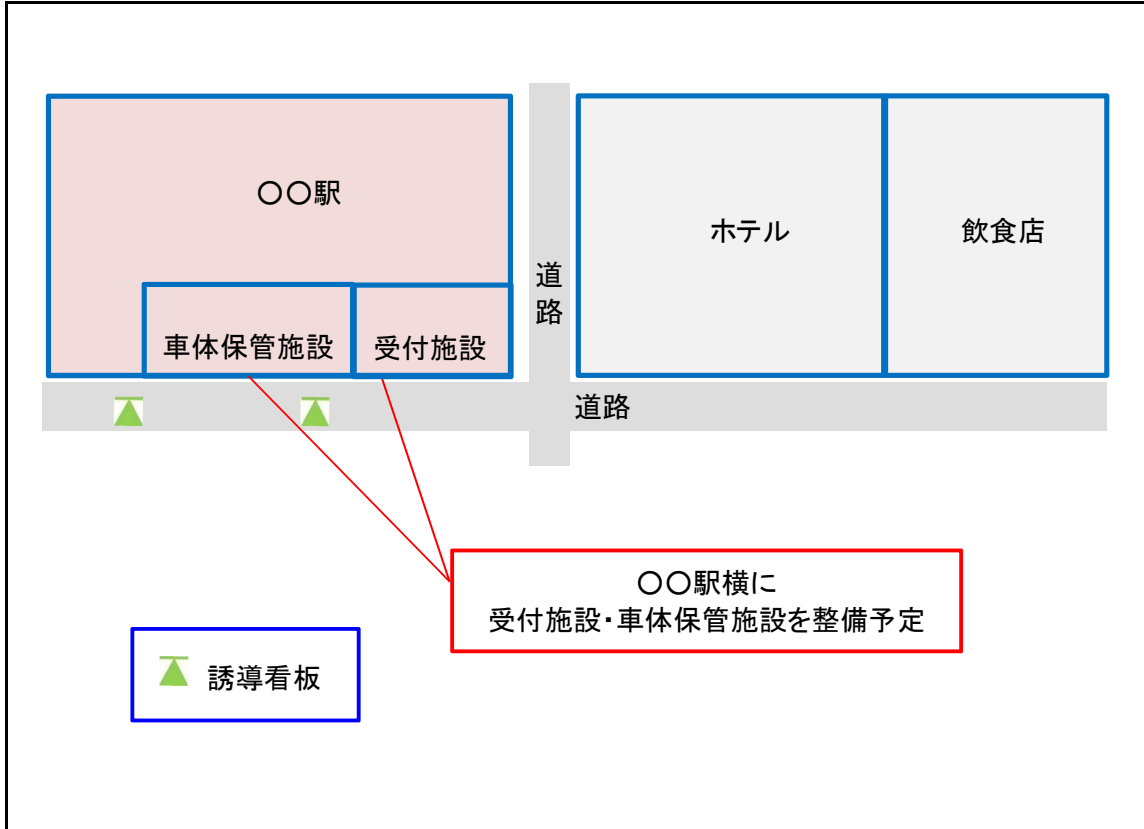 〇〇駅
ホテル
飲食店
道路
車体保管施設
受付施設
道路
〇〇駅横に
受付施設・車体保管施設を整備予定
誘導看板